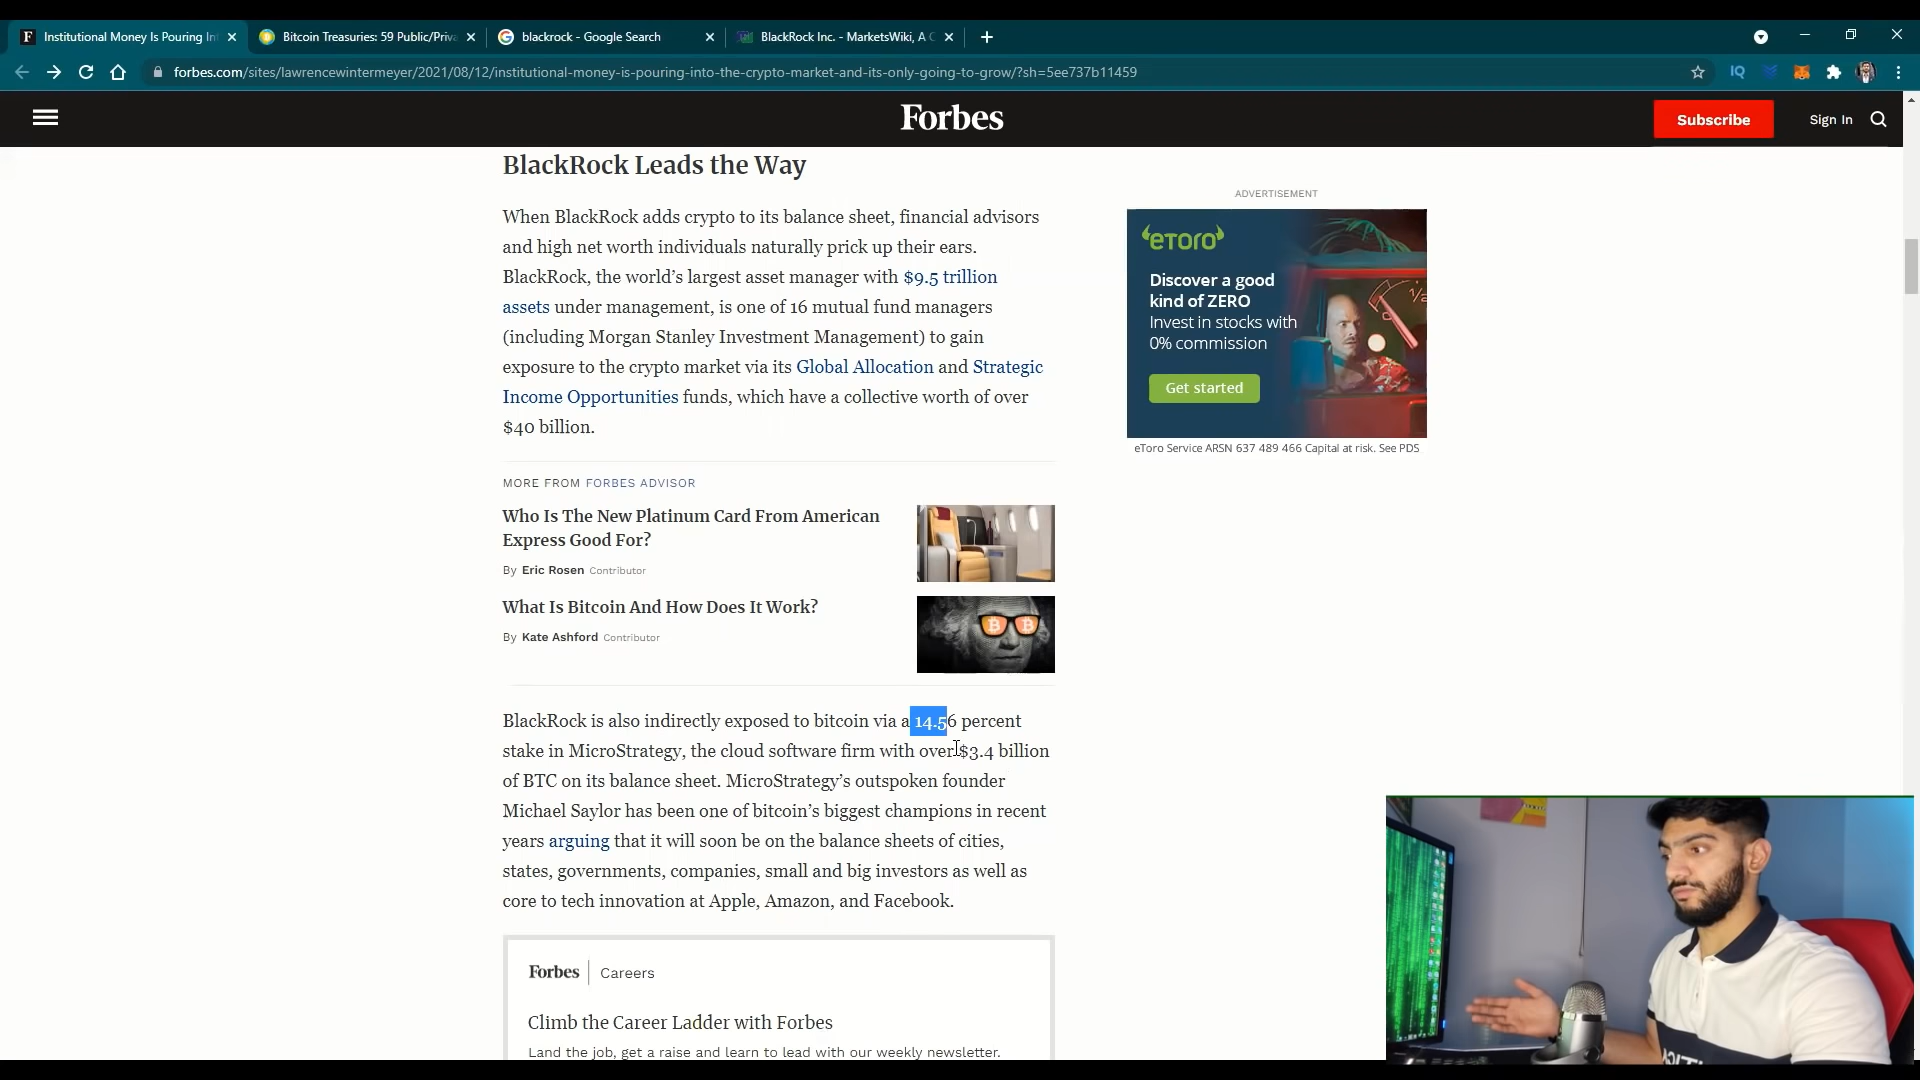 Institutional Money Is Pouring In
Bitcoin Treasuries: 59 Public/Priva
blackrock - Google Search
BlackRock Inc. - MarketsWiki, A C
forbes.com/sites/lawrencewintermeyer/2021/08/12/institutional-money-is-pouring-into-the-crypto-market-and-its-only-going-to-grow/?sh=5ee737b11459
IQ
Forbes
Subscribe
Sign In
BlackRock Leads the Way
When BlackRock adds crypto to its balance sheet, financial advisors
and high net worth individuals naturally prick up their ears.
BlackRock, the world’s largest asset manager with $9.5 trillion
assets under management, is one of 16 mutual fund managers
(including Morgan Stanley Investment Management) to gain
exposure to the crypto market via its Global Allocation and Strategic
Income Opportunities funds, which have a collective worth of over
$40 billion.
ADVERTISEMENT
eToro
Discover a good
kind of ZERO
Invest in stocks with
0% commission
Get started
eToro Service ARSN 637 489 466 Capital at risk. See PDS
MORE FROM FORBES ADVISOR
Who Is The New Platinum Card From American
Express Good For?
By Eric Rosen Contributor
What Is Bitcoin And How Does It Work?
By Kate Ashford Contributor
BlackRock is also indirectly exposed to bitcoin via a 14.56 percent
stake in MicroStrategy, the cloud software firm with over $3.4 billion
of BTC on its balance sheet. MicroStrategy’s outspoken founder
Michael Saylor has been one of bitcoin’s biggest champions in recent
years arguing that it will soon be on the balance sheets of cities,
states, governments, companies, small and big investors as well as
core to tech innovation at Apple, Amazon, and Facebook.
Forbes | Careers
Climb the Career Ladder with Forbes
Land the job, get a raise and learn to lead with our weekly newsletter.